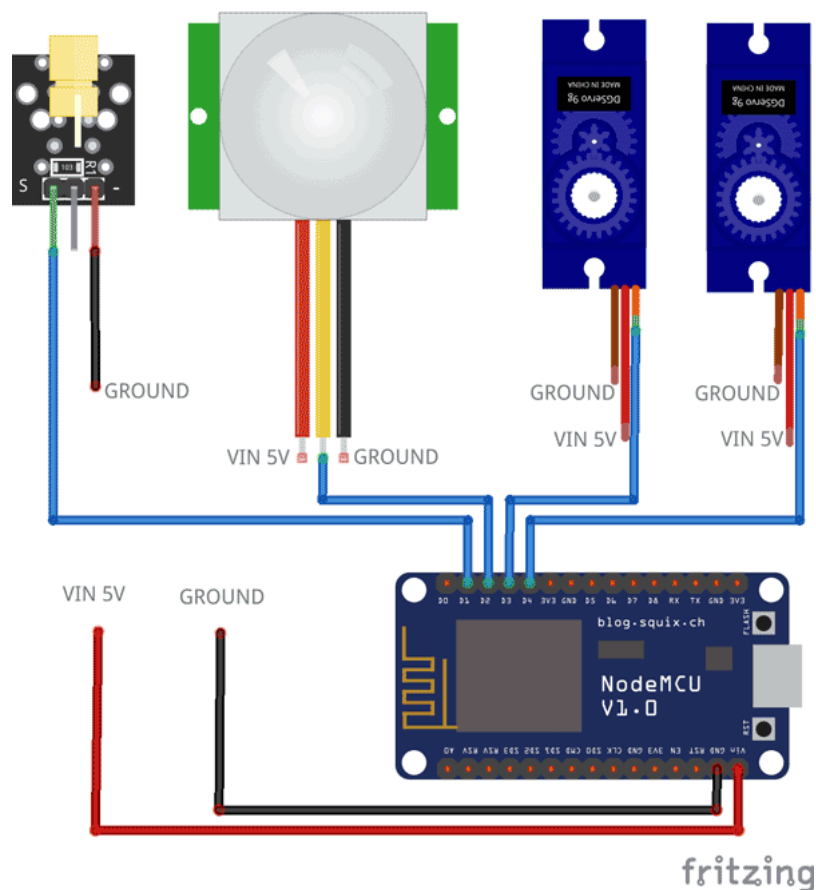 DGServo 9g
MADE IN CHINA
DGServo 9g
MADE IN CHINA
R1
S
-
GROUND
GROUND
GROUND
VIN 5V
GROUND
VIN 5V
VIN 5V
VIN 5V
GROUND
D0 D1 D2 D3 D4 3V3 GND D5 D6 D7 D8 RX TX GND 3V3
blog.squix.ch
FLASH
NodeMCU
V1.0
RST
A0 RSV RSV SD3 SD2 SD1 CMD SD0 CLK GND 3V3 EN RST GND Vin
fritzing